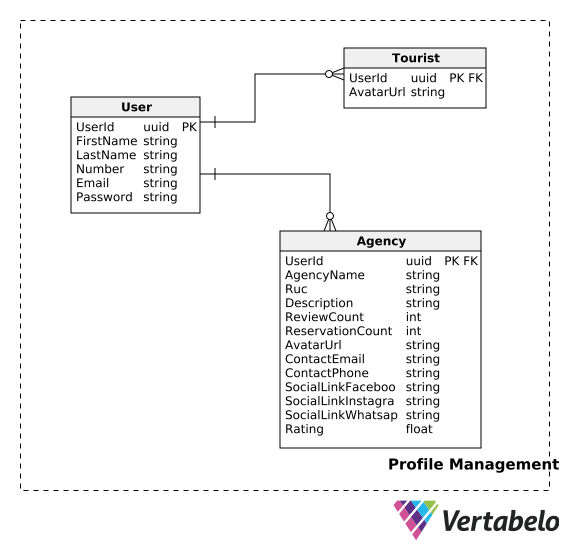 Tourist
UserId uuid PK FK
AvatarUrl string
User
UserId uuid PK
FirstName string
LastName string
Number string
Email string
Password string
Agency
UserId uuid PK FK
AgencyName string
Ruc string
Description string
ReviewCount int
ReservationCount int
AvatarUrl string
ContactEmail string
ContactPhone string
SocialLinkFaceboo string
SocialLinkInstagra string
SocialLinkWhatsap string
Rating float
Profile Management
Vertabelo